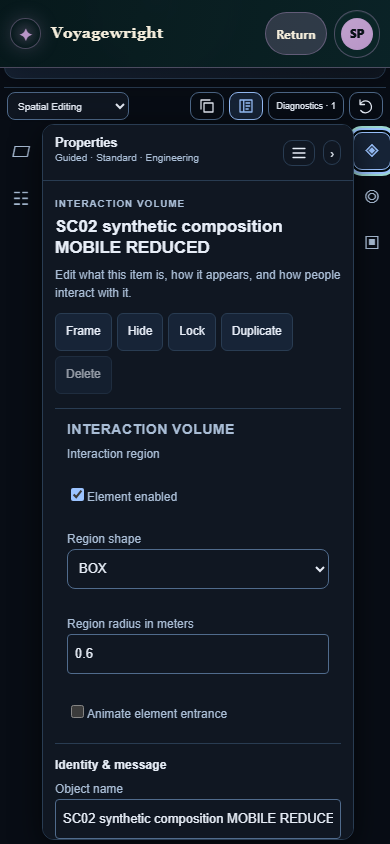 Voyagewright
Return
SP
Spatial Editing
Diagnostics · 1
Properties
Guided · Standard · Engineering
INTERACTION VOLUME
SC02 synthetic composition
MOBILE REDUCED
Edit what this item is, how it appears, and how people
interact with it.
Frame
Hide
Lock
Duplicate
Delete
INTERACTION VOLUME
Interaction region
Element enabled
Region shape
BOX
Region radius in meters
0.6
Animate element entrance
Identity & message
Object name
SC02 synthetic composition MOBILE REDUCE